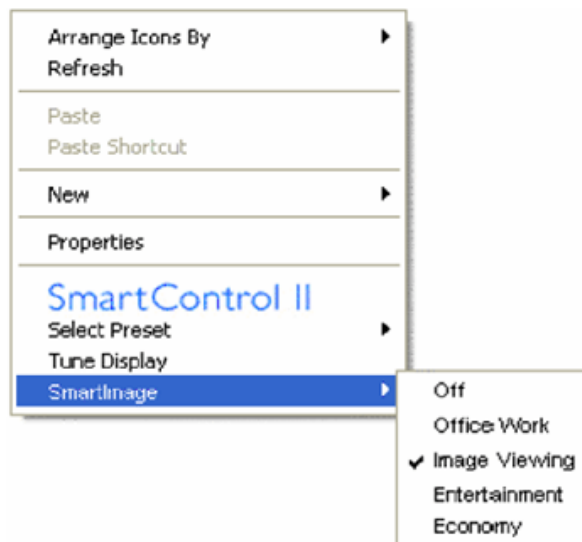 Arrange Icons By
Refresh
Paste
Paste Shortcut
New
Properties
SmartControl II
Select Preset
Tune Display
SmartImage
Off
Office Work
Image Viewing
Entertainment
Economy